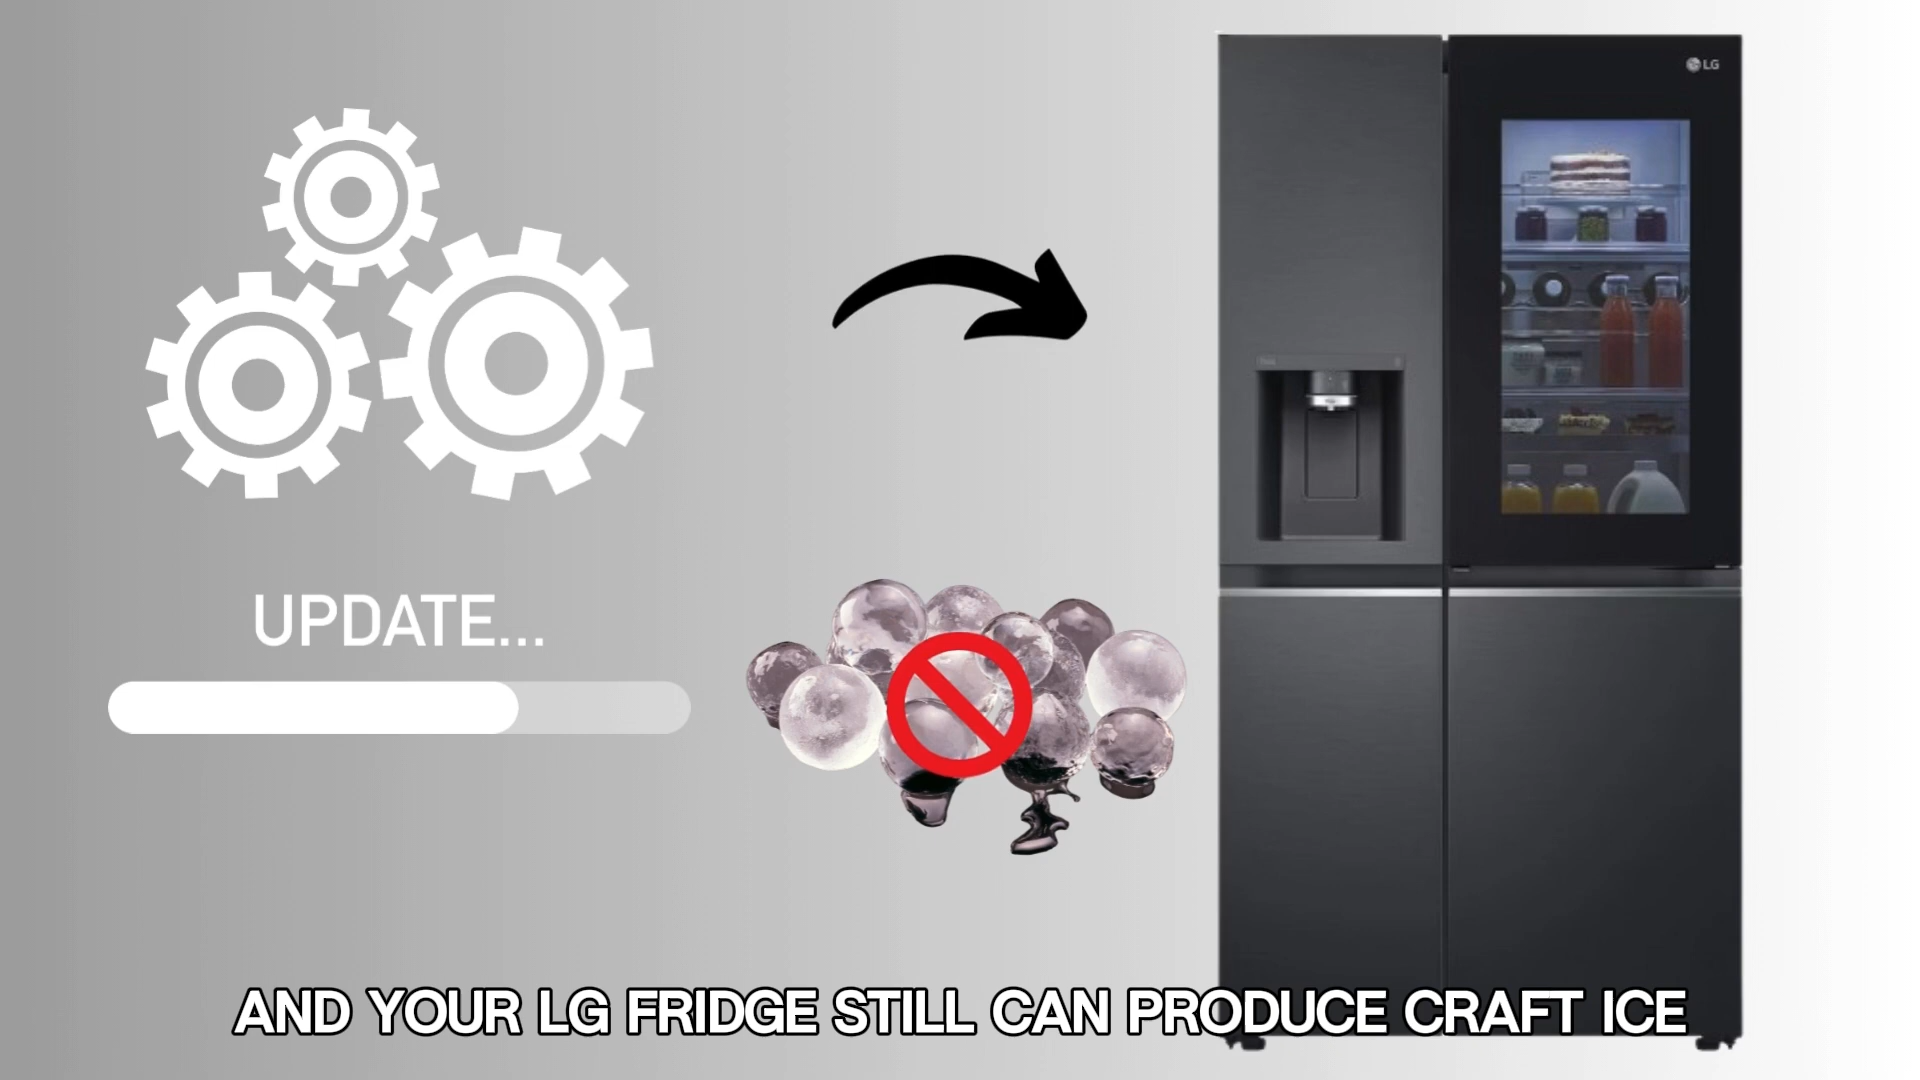 LG
UPDATE...
AND YOUR LG FRIDGE STILL CAN PRODUCE CRAFT ICE